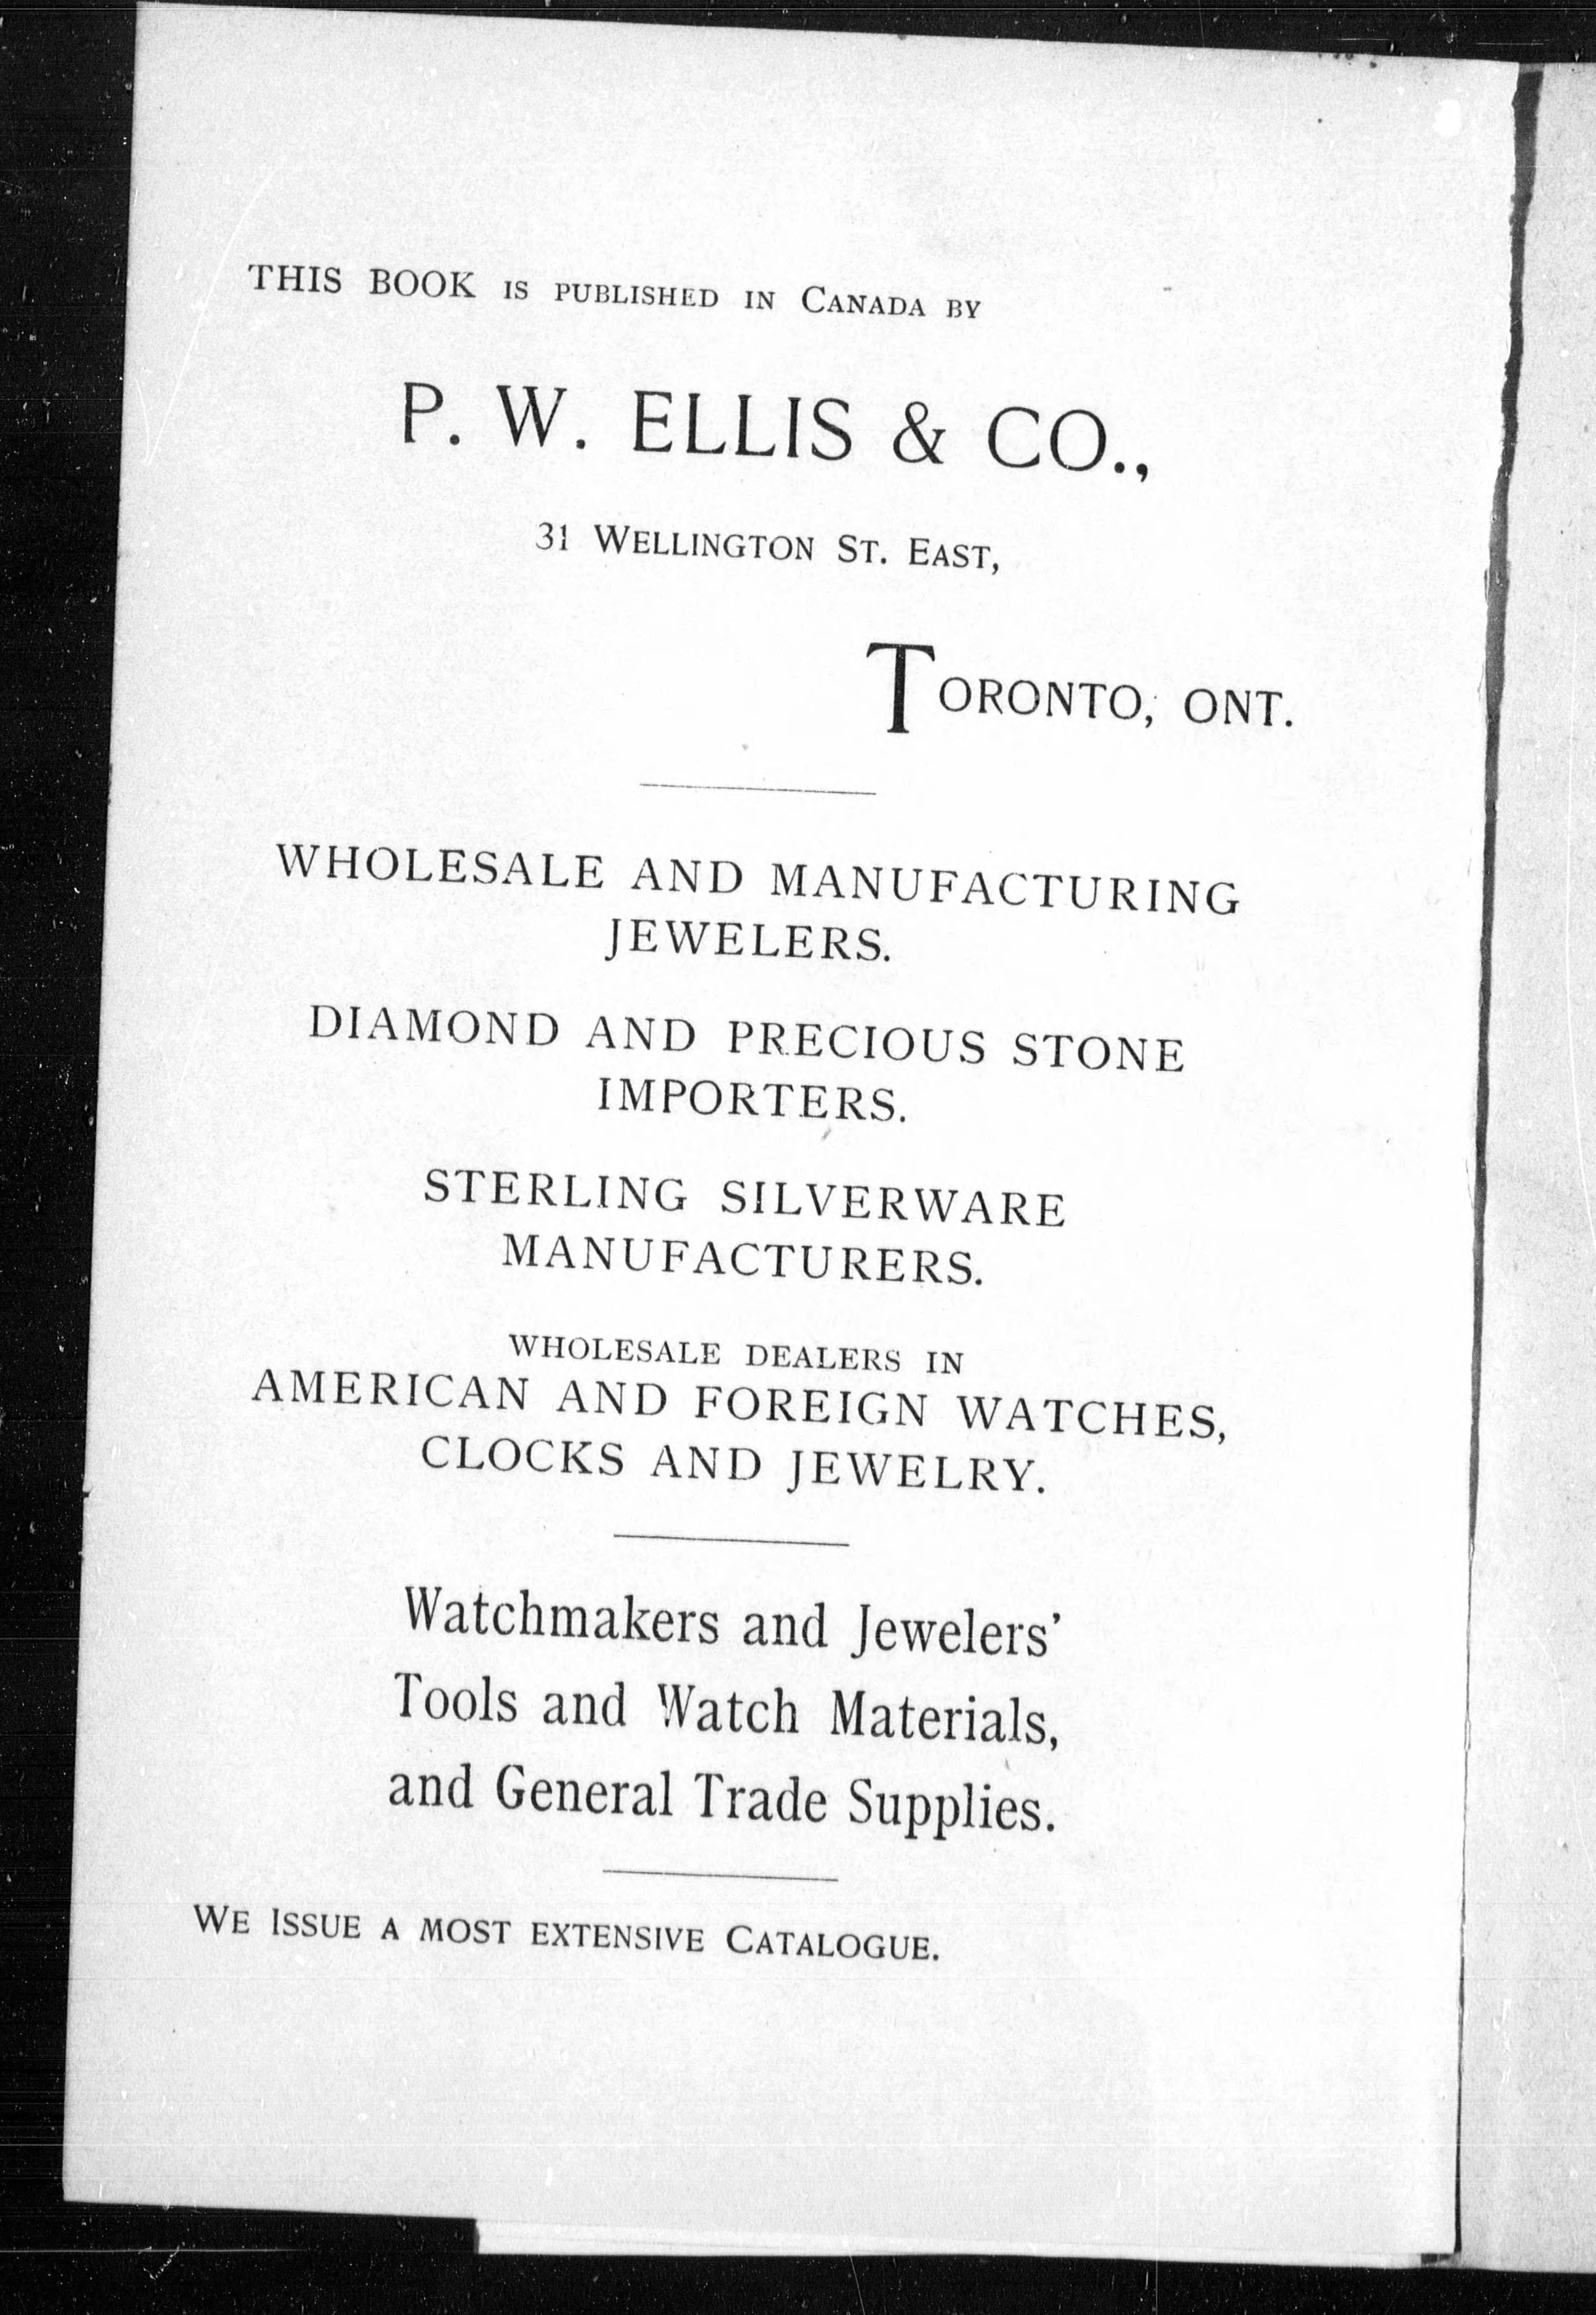 THIS BOOK IS PUBLISHED IN CANADA BY
P. W. ELLIS & CO.,
31 WELLINGTON ST. EAST,
TORONTO, ONT.
WHOLESALE AND MANUFACTURING
JEWELERS.
DIAMOND AND PRECIOUS STONE
IMPORTERS.
STERLING SILVERWARE
MANUFACTURERS.
WHOLESALE DEALERS IN
AMERICAN AND FOREIGN WATCHES,
CLOCKS AND JEWELRY.
Watchmakers and Jewelers’
Tools and Watch Materials,
and General Trade Supplies.
WE ISSUE A MOST EXTENSIVE CATALOGUE.